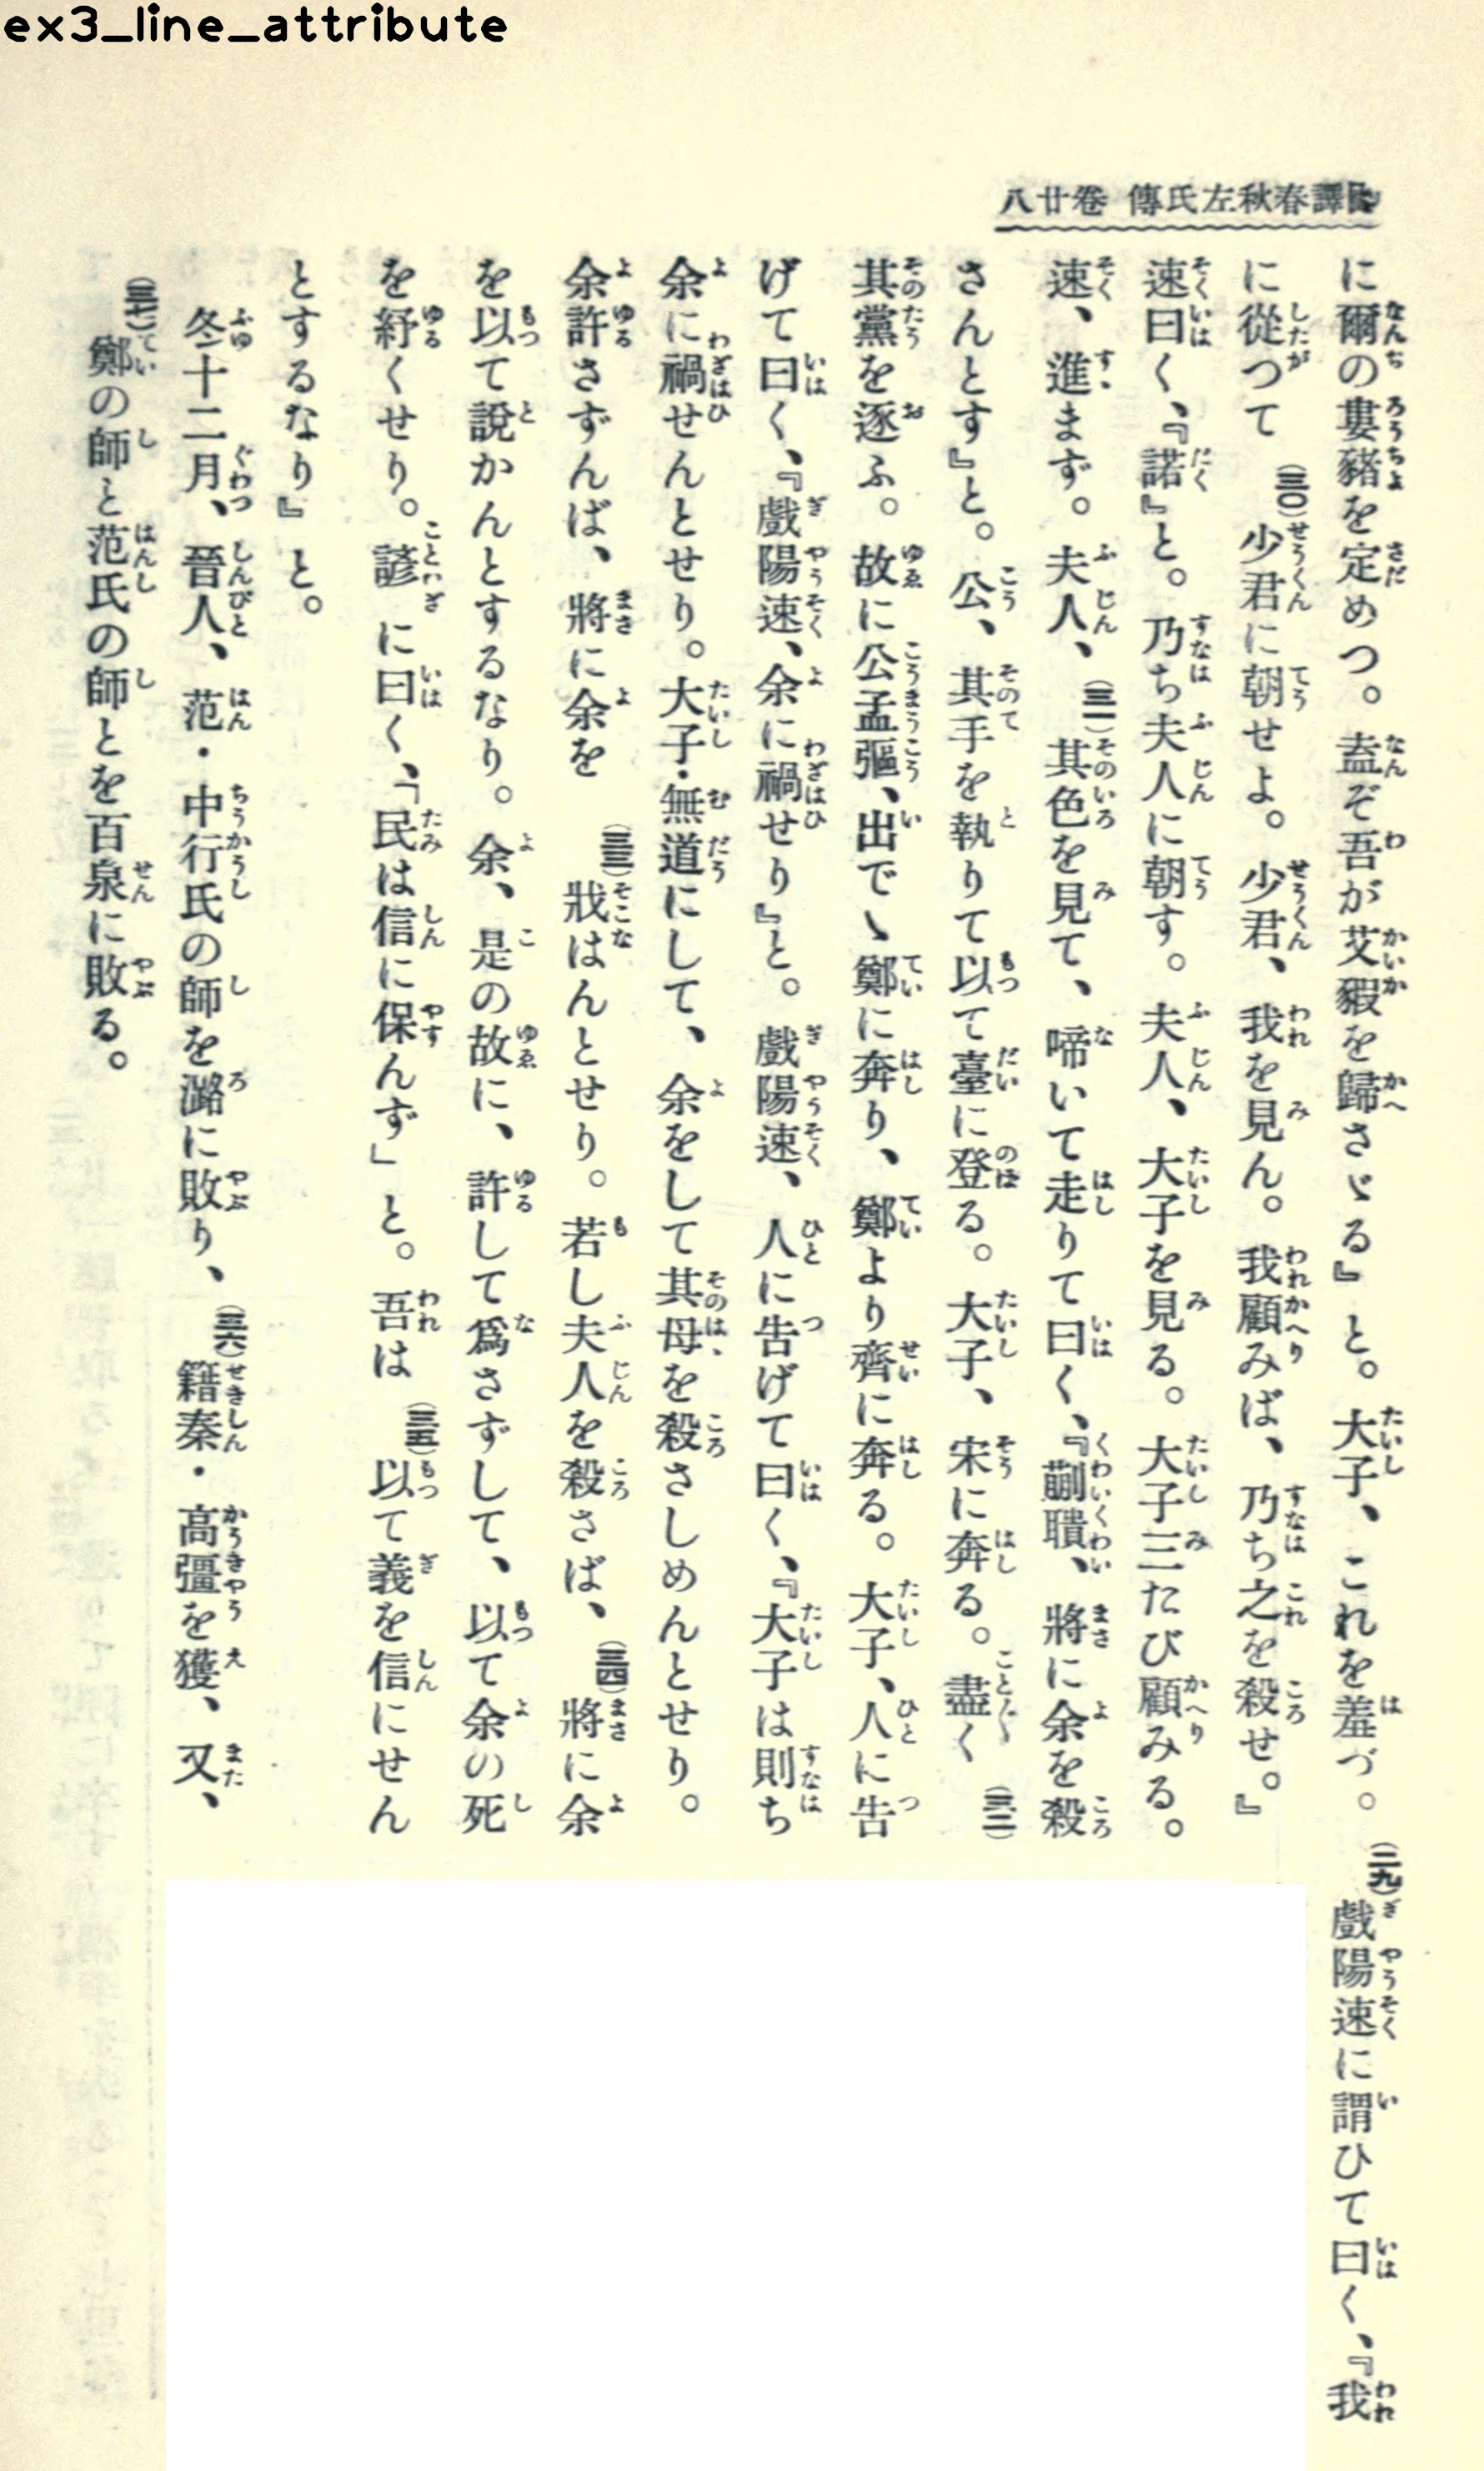 ex3_line_attribute
譯春秋左氏傳 卷廿八
に爾の婁豬を定めつ。盍ぞ吾が艾豭を歸さゞる』と。大子、これを羞づ。(二九)戲陽速に謂ひて曰く、『我
に從つて(三〇)少君に朝せよ。少君、我を見ん。我顧みば、乃ち之を殺せ。』
速曰く、『諾』と。乃ち夫人に朝す。夫人、大子を見る。大子三たび顧みる。
速、進まず。夫人、(三一)其色を見て、啼いて走りて曰く、『蒯聵、將に余を殺
さんとす』と。公、其手を執りて以て臺に登る。大子、宋に奔る。盡く(三二)
其黨を逐ふ。故に公孟彄、出でゝ鄭に奔り、鄭より齊に奔る。大子、人に告
げて曰く、『戲陽速、余に禍せり』と。戲陽速、人に告げて曰く、『大子は則ち
余に禍せんとせり。大子・無道にして、余をして其母を殺さしめんとせり。
余許さずんば、將に余を(三三)戕はんとせり。若し夫人を殺さば、(三四)將に余
を以て說かんとするなり。余、是の故に、許して爲さずして、以て余の死
を紓くせり。諺に曰く、「民は信に保んず」と。吾は(三五)以て義を信にせん
とするなり』と。
冬十二月、晉人、范・中行氏の師を潞に敗り、(三六)籍秦・高彊を獲、又、
(三七)鄭の師と范氏の師とを百泉に敗る。